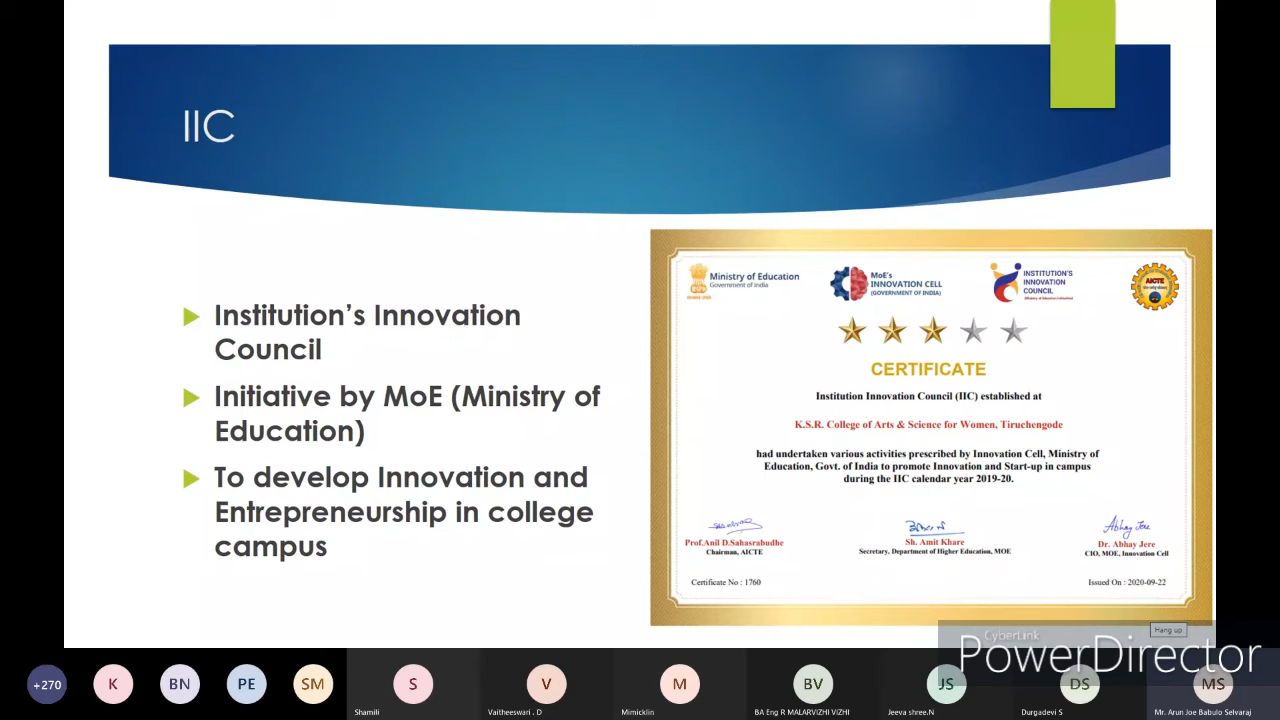 IIC
Institution’s Innovation
Council
Initiative by MoE (Ministry of
Education)
To develop Innovation and
Entrepreneurship in college
campus
Ministry of Education
Government of India
MoE's
INNOVATION CELL
(GOVERNMENT OF INDIA)
INSTITUTION'S
INNOVATION
COUNCIL
(Ministry of Education Initiative)
AICTE
CERTIFICATE
Institution Innovation Council (IIC) established at
K.S.R. College of Arts & Science for Women, Tiruchengode
had undertaken various activities prescribed by Innovation Cell, Ministry of
Education, Govt. of India to promote Innovation and Start-up in campus
during the IIC calendar year 2019-20.
Abhay Jere
Prof.Anil D.Sahasrabudhe
Chairman, AICTE
Sh. Amit Khare
Secretary, Department of Higher Education, MOE
Dr. Abhay Jere
CIO, MOE, Innovation Cell
Certificate No : 1760
Issued On : 2020-09-22
Hang up
CyberLink
PowerDirector
+270
K
BN
PE
SM
S
V
M
BV
JS
DS
MS
Shamili
Vaitheeswari . D
Mimicklin
BA Eng R MALARVIZHI VIZHI
Jeeva shree.N
Durgadevi S
Mr. Arun Joe Babulo Selvaraj